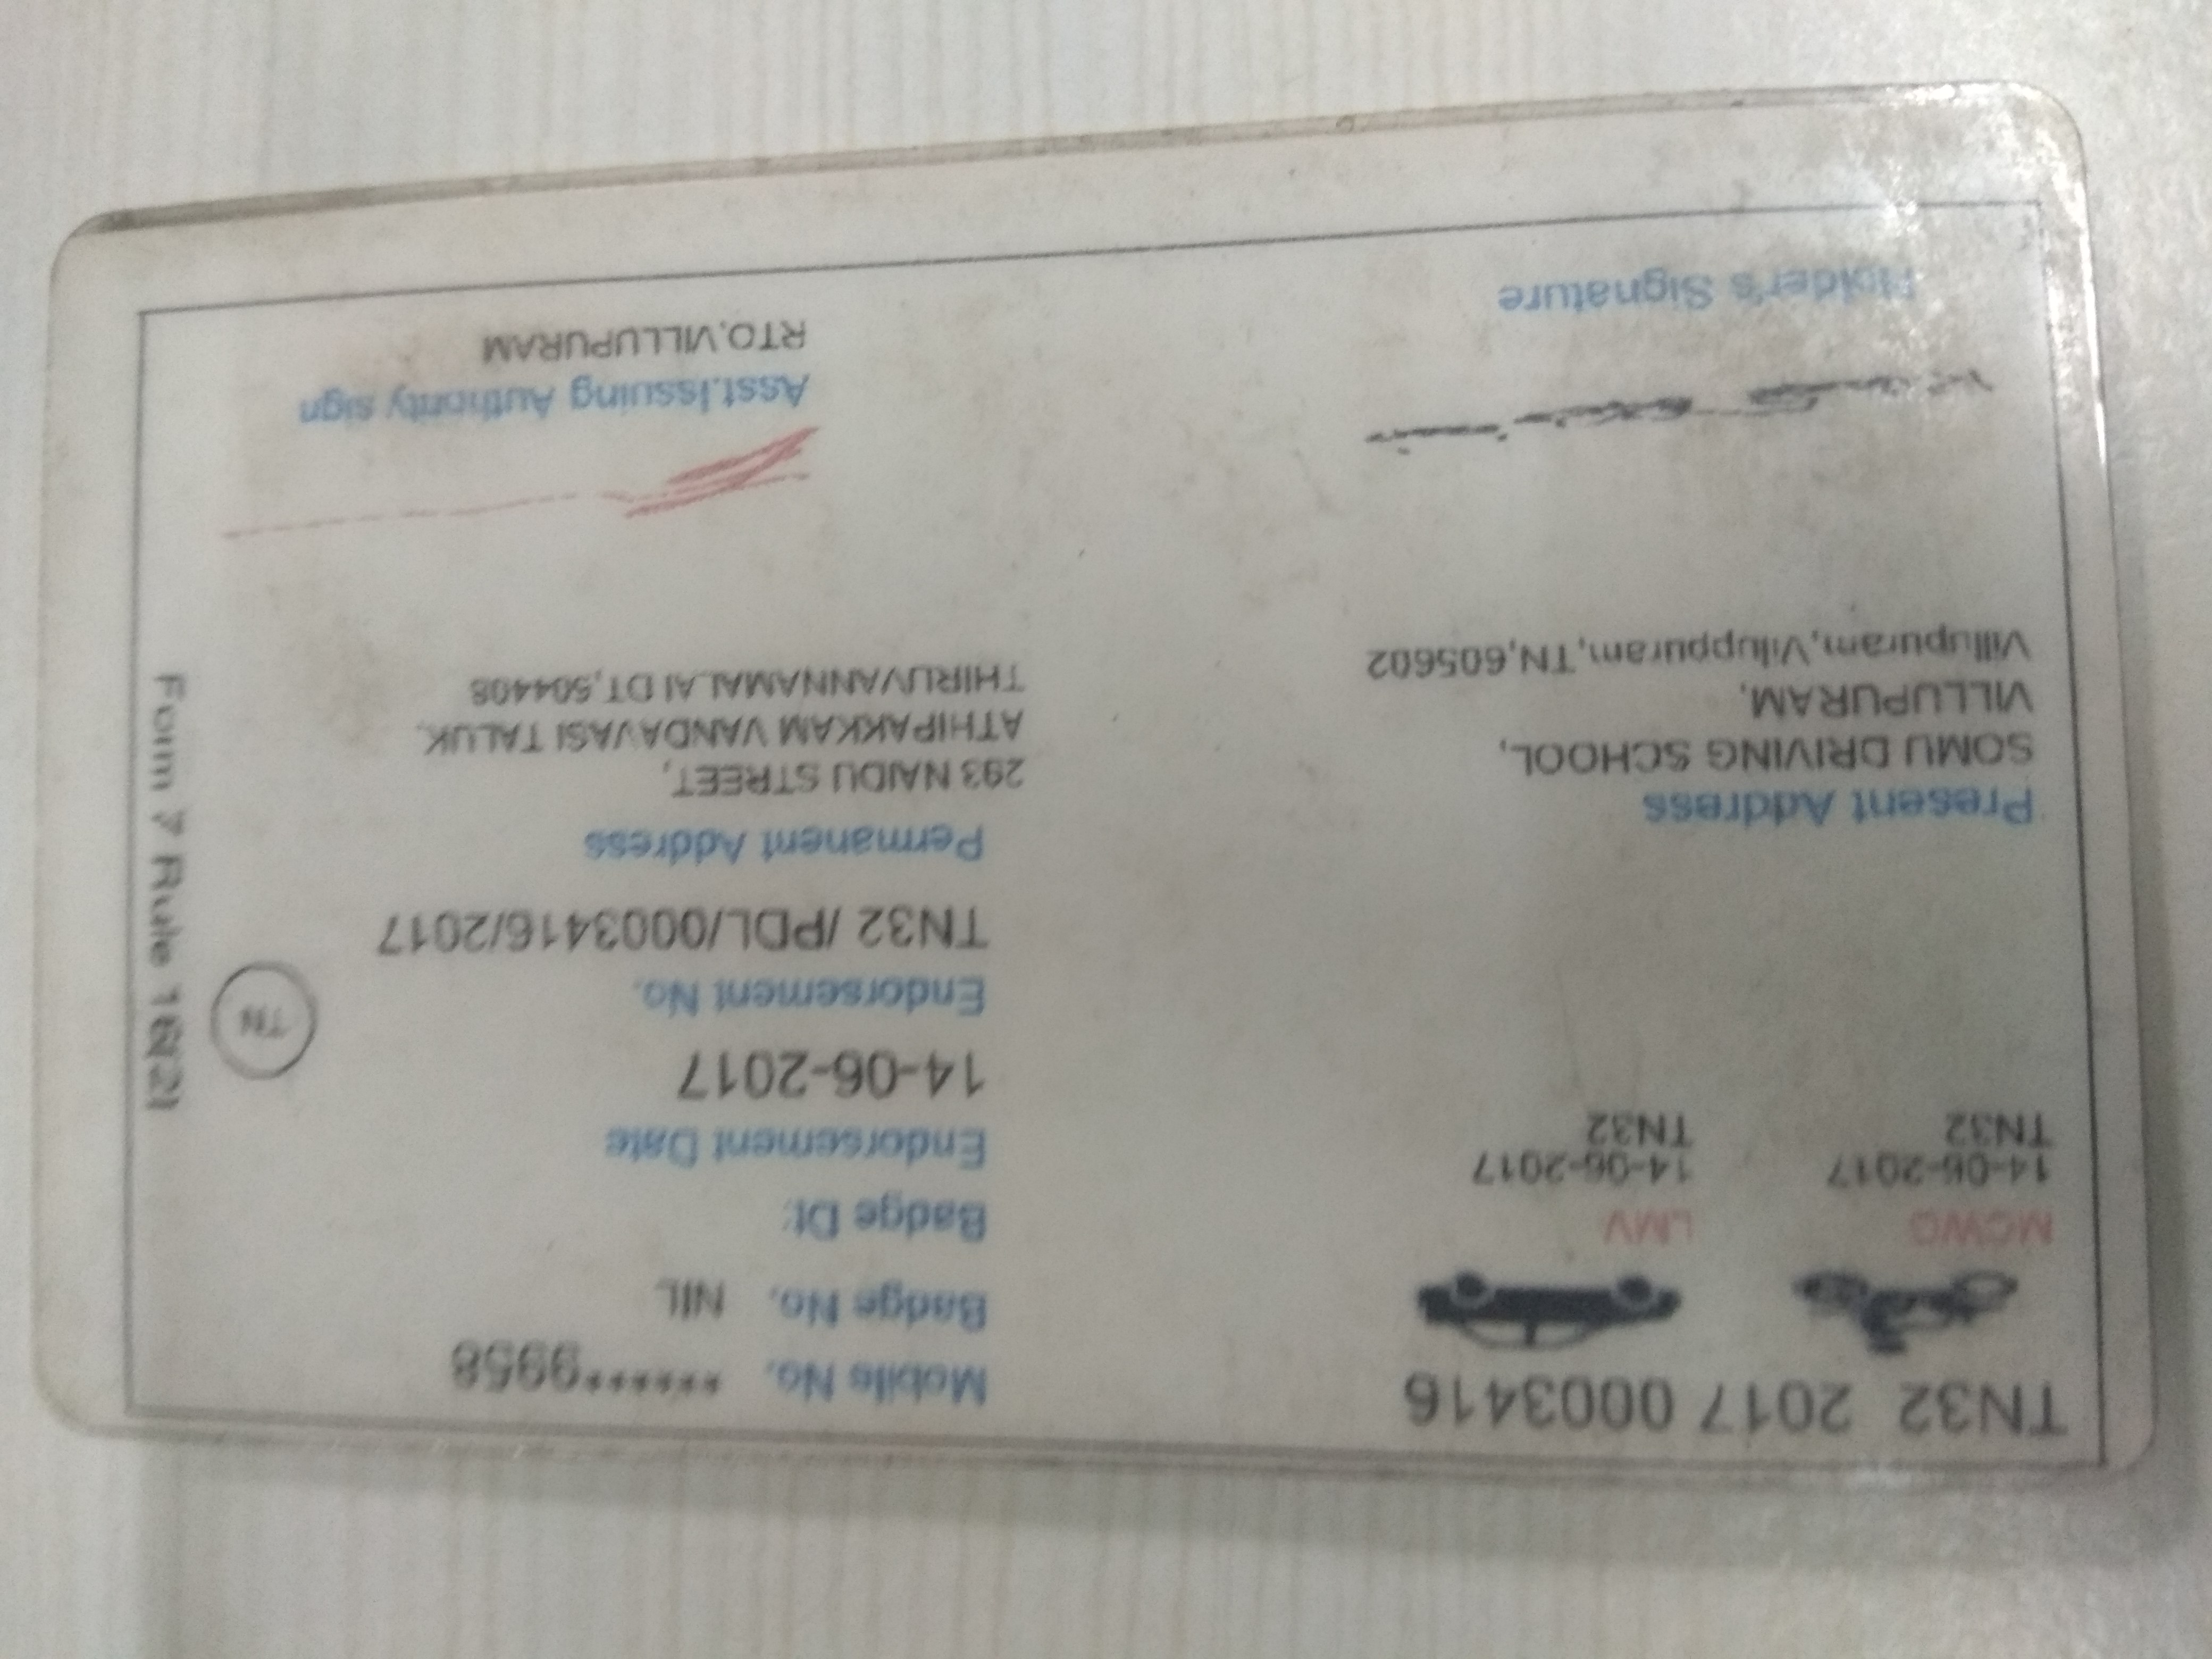 TN32 2017 0003416
MCWG
14-06-2017
TN32
LMV
14-06-2017
TN32
Present Address
SOMU DRIVING SCHOOL,
VILLUPURAM,
Villupuram,Viluppuram,TN,605602
Holder's Signature
Mobile No. ******9958
Badge No. NIL
Badge Dt:
Endorsement Date
14-06-2017
Endorsement No.
TN32 /PDL/0003416/2017
Permanent Address
293 NAIDU STREET,
ATHIPAKKAM VANDAVASI TALUK,
THIRUVANNAMALAI DT,604408
Asst.Issuing Authority sign
RTO,VILLUPURAM
TN
Form 7 Rule 16(2)